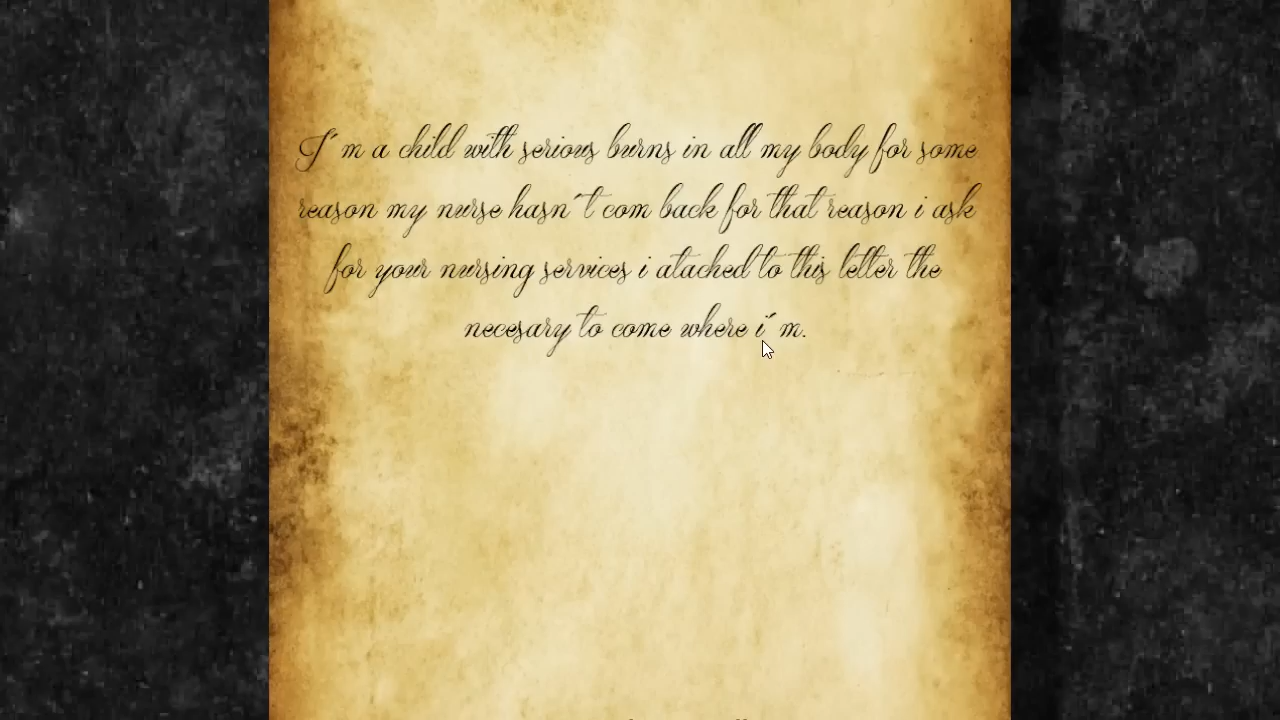 I´m a child with serious burns in all my body for some
reason my nurse hasn´t com back for that reason i ask
for your nursing services i atached to this letter the
necesary to come where i´m.